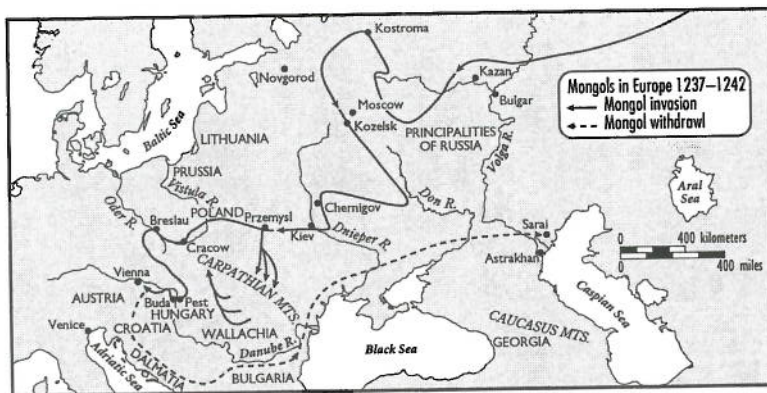 Kostroma
Novgorod
Kazan
Mongols in Europe 1237–1242
Mongol invasion
Mongol withdrawl
Moscow
Bulgar
Kozelsk
Baltic Sea
LITHUANIA
PRINCIPALITIES
OF RUSSIA
Volga R.
PRUSSIA
Vistula R.
Aral
Sea
Oder R.
Chernigov
Don R.
Breslau
POLAND
Przemysl
Kiev
Dnieper R.
Sarai
0 400 kilometers
0 400 miles
Cracow
Astrakhan
Vienna
CARPATHIAN MTS.
AUSTRIA
Buda
Pest
HUNGARY
Venice
CROATIA
WALLACHIA
Caspian Sea
CAUCASUS MTS.
GEORGIA
Danube R.
Black Sea
Adriatic Sea
DALMATIA
BULGARIA